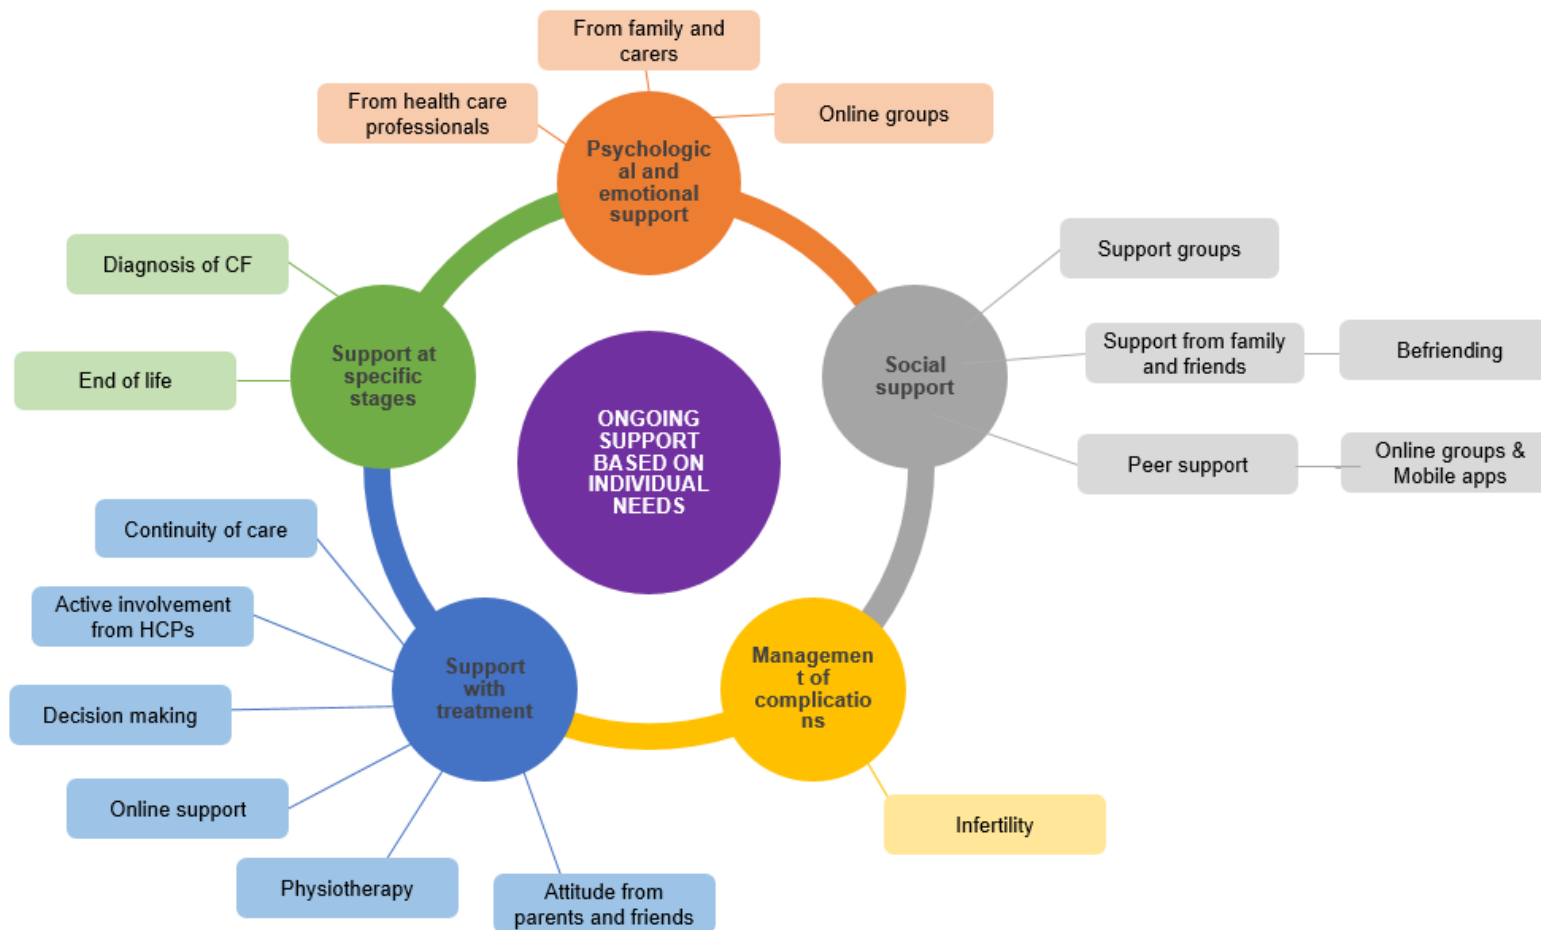 From family and
carers
From health care
professionals
Online groups
Psychologic
al and
emotional
support
Diagnosis of CF
End of life
Support at
specific
stages
Support groups
Support from family
and friends
Befriending
Social
support
Peer support
Online groups &
Mobile apps
ONGOING
SUPPORT
BASED ON
INDIVIDUAL
NEEDS
Continuity of care
Active involvement
from HCPs
Decision making
Online support
Physiotherapy
Attitude from
parents and friends
Support
with
treatment
Managemen
t of
complicatio
ns
Infertility